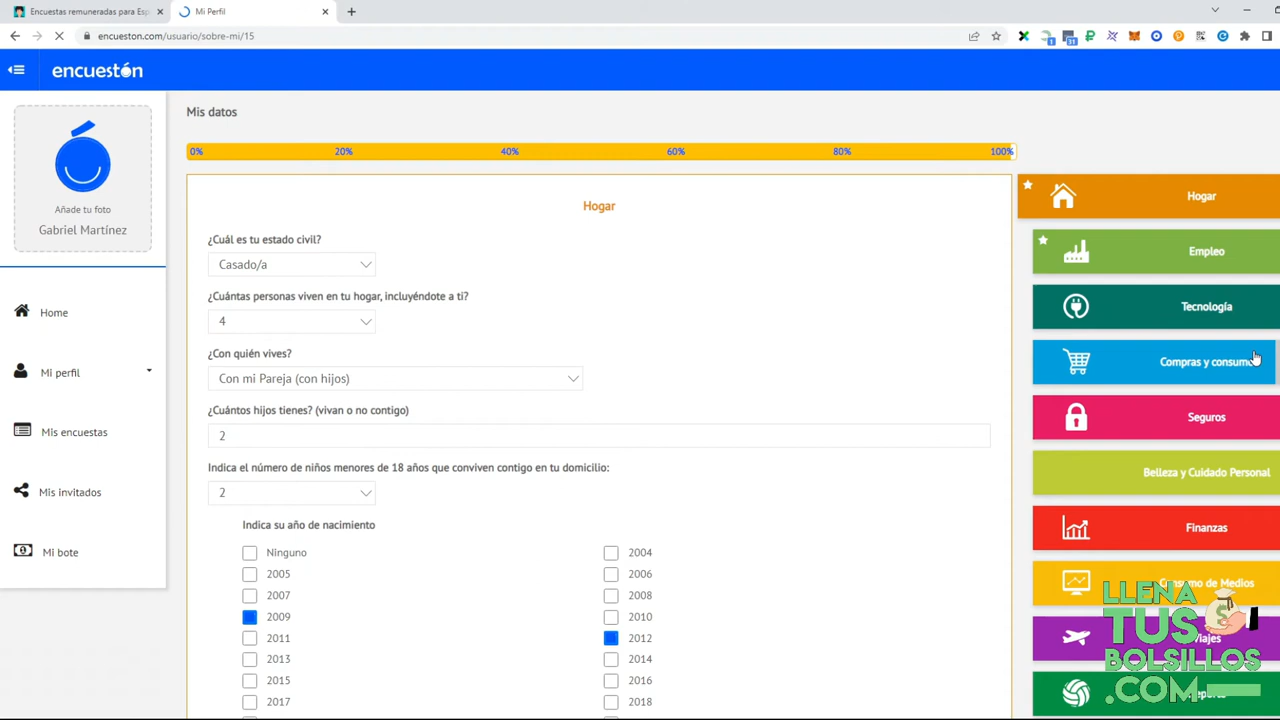 Encuestas remuneradas para Esp
Mi Perfil
encueston.com/usuario/sobre-mi/15
encuestón
Añade tu foto
Gabriel Martínez
Home
Mi perfil
Mis encuestas
Mis invitados
Mi bote
Mis datos
0% 20% 40% 60% 80% 100%
Hogar
¿Cuál es tu estado civil?
Casado/a
¿Cuántas personas viven en tu hogar, incluyéndote a ti?
4
¿Con quién vives?
Con mi Pareja (con hijos)
¿Cuántos hijos tienes? (vivan o no contigo)
2
Indica el número de niños menores de 18 años que conviven contigo en tu domicilio:
2
Indica su año de nacimiento
Ninguno 2004
2005 2006
2007 2008
2009 2010
2011 2012
2013 2014
2015 2016
2017 2018
Hogar
Empleo
Tecnología
Compras y consumo
Seguros
Belleza y Cuidado Personal
Finanzas
Consumo de Medios
Viajes
LLENA
TUS
BOLSILLOS
.COM